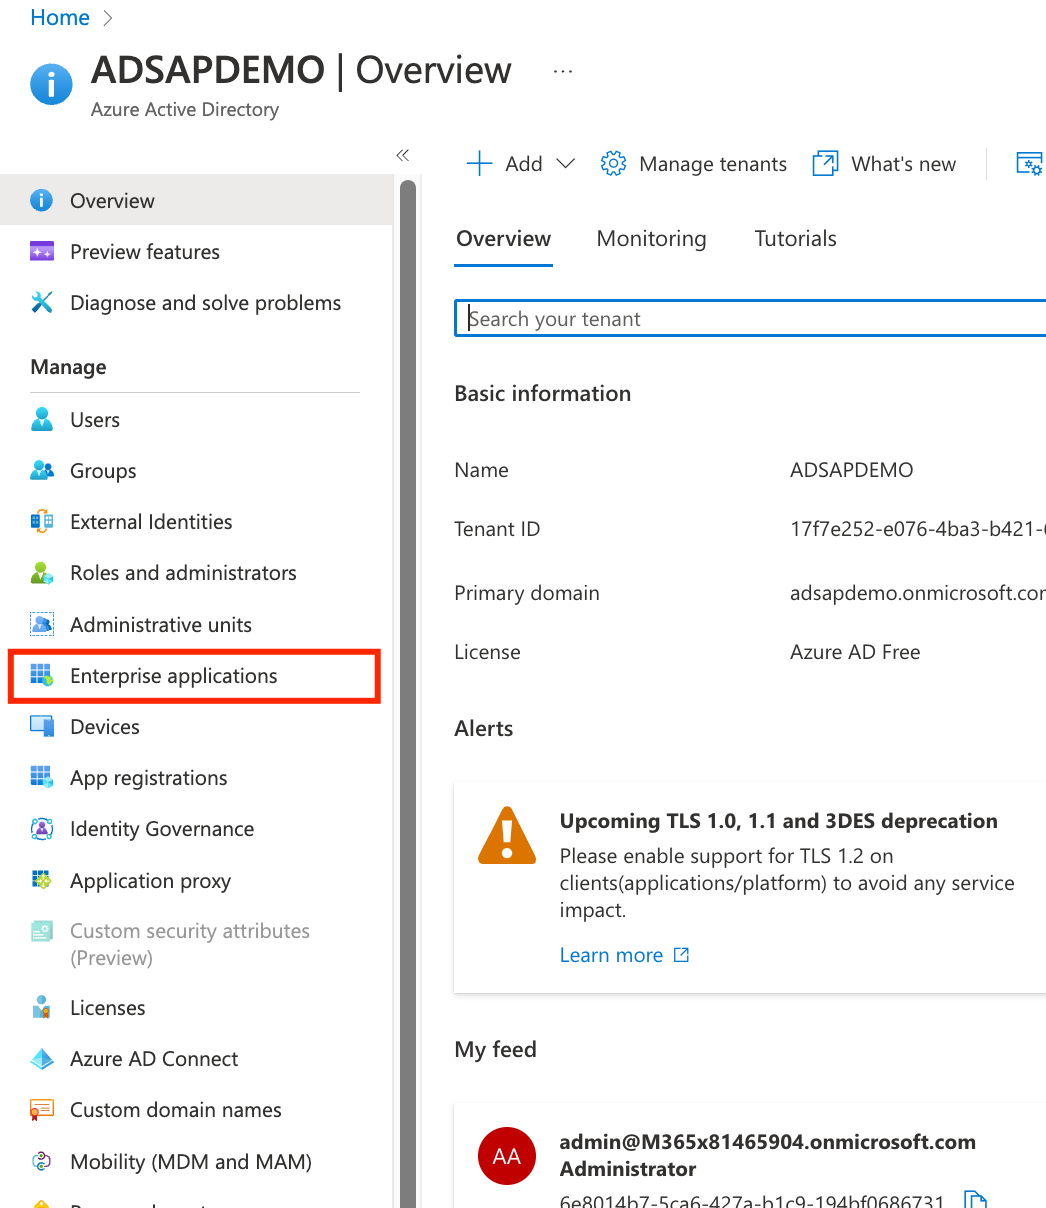 Home
ADSAPDEMO | Overview ...
Azure Active Directory
Add
Manage tenants
What's new
Overview
Preview features
Diagnose and solve problems
Manage
Users
Groups
External Identities
Roles and administrators
Administrative units
Enterprise applications
Devices
App registrations
Identity Governance
Application proxy
Custom security attributes
(Preview)
Licenses
Azure AD Connect
Custom domain names
Mobility (MDM and MAM)
Overview
Monitoring
Tutorials
Search your tenant
Basic information
Name
ADSAPDEMO
Tenant ID
17f7e252-e076-4ba3-b421-
Primary domain
adsapdemo.onmicrosoft.com
License
Azure AD Free
Alerts
Upcoming TLS 1.0, 1.1 and 3DES deprecation
Please enable support for TLS 1.2 on
clients(applications/platform) to avoid any service
impact.
Learn more
My feed
AA
admin@M365x81465904.onmicrosoft.com
Administrator
6e8014b7-5ca6-427a-b1c9-194bf0686731